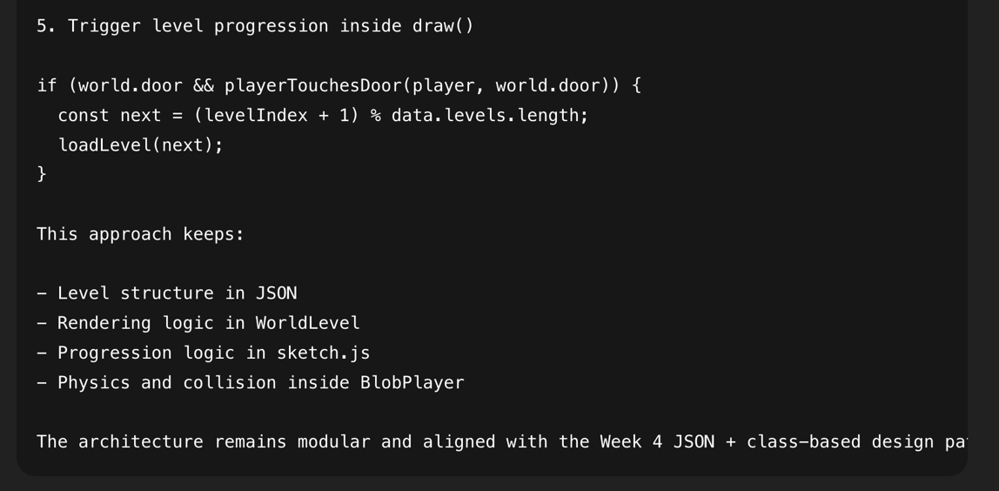 5. Trigger level progression inside draw()
if (world.door && playerTouchesDoor(player, world.door)) {
  const next = (levelIndex + 1) % data.levels.length;
  loadLevel(next);
}
This approach keeps:
- Level structure in JSON
- Rendering logic in WorldLevel
- Progression logic in sketch.js
- Physics and collision inside BlobPlayer
The architecture remains modular and aligned with the Week 4 JSON + class-based design